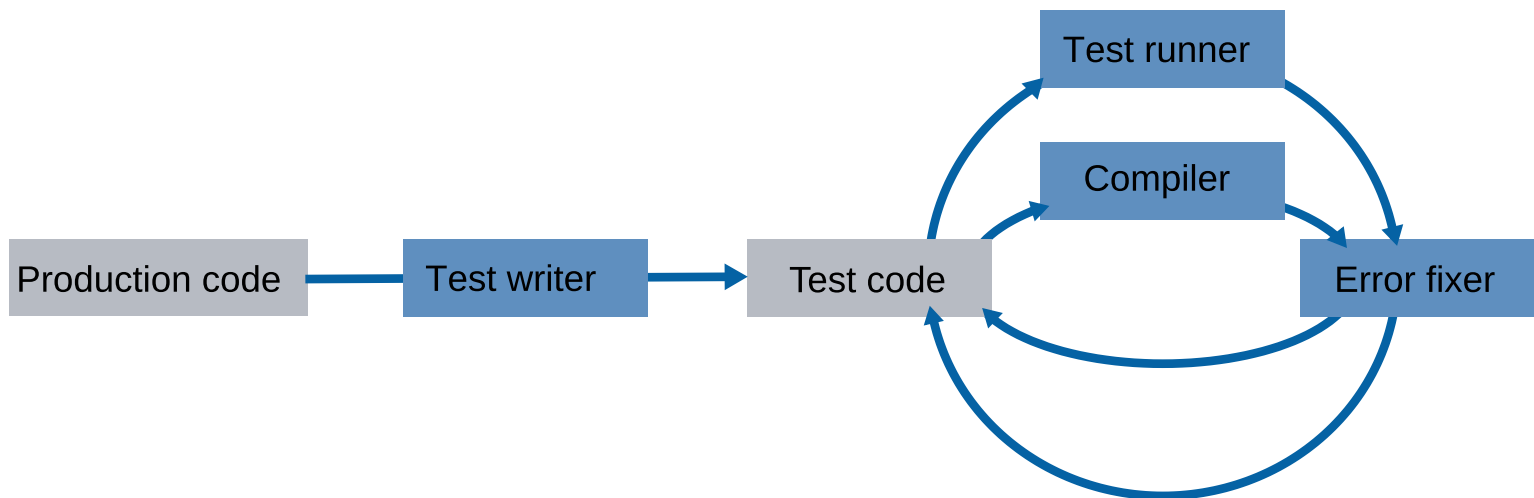 Test runner
Compiler
Production code
Test writer
Test code
Error fixer